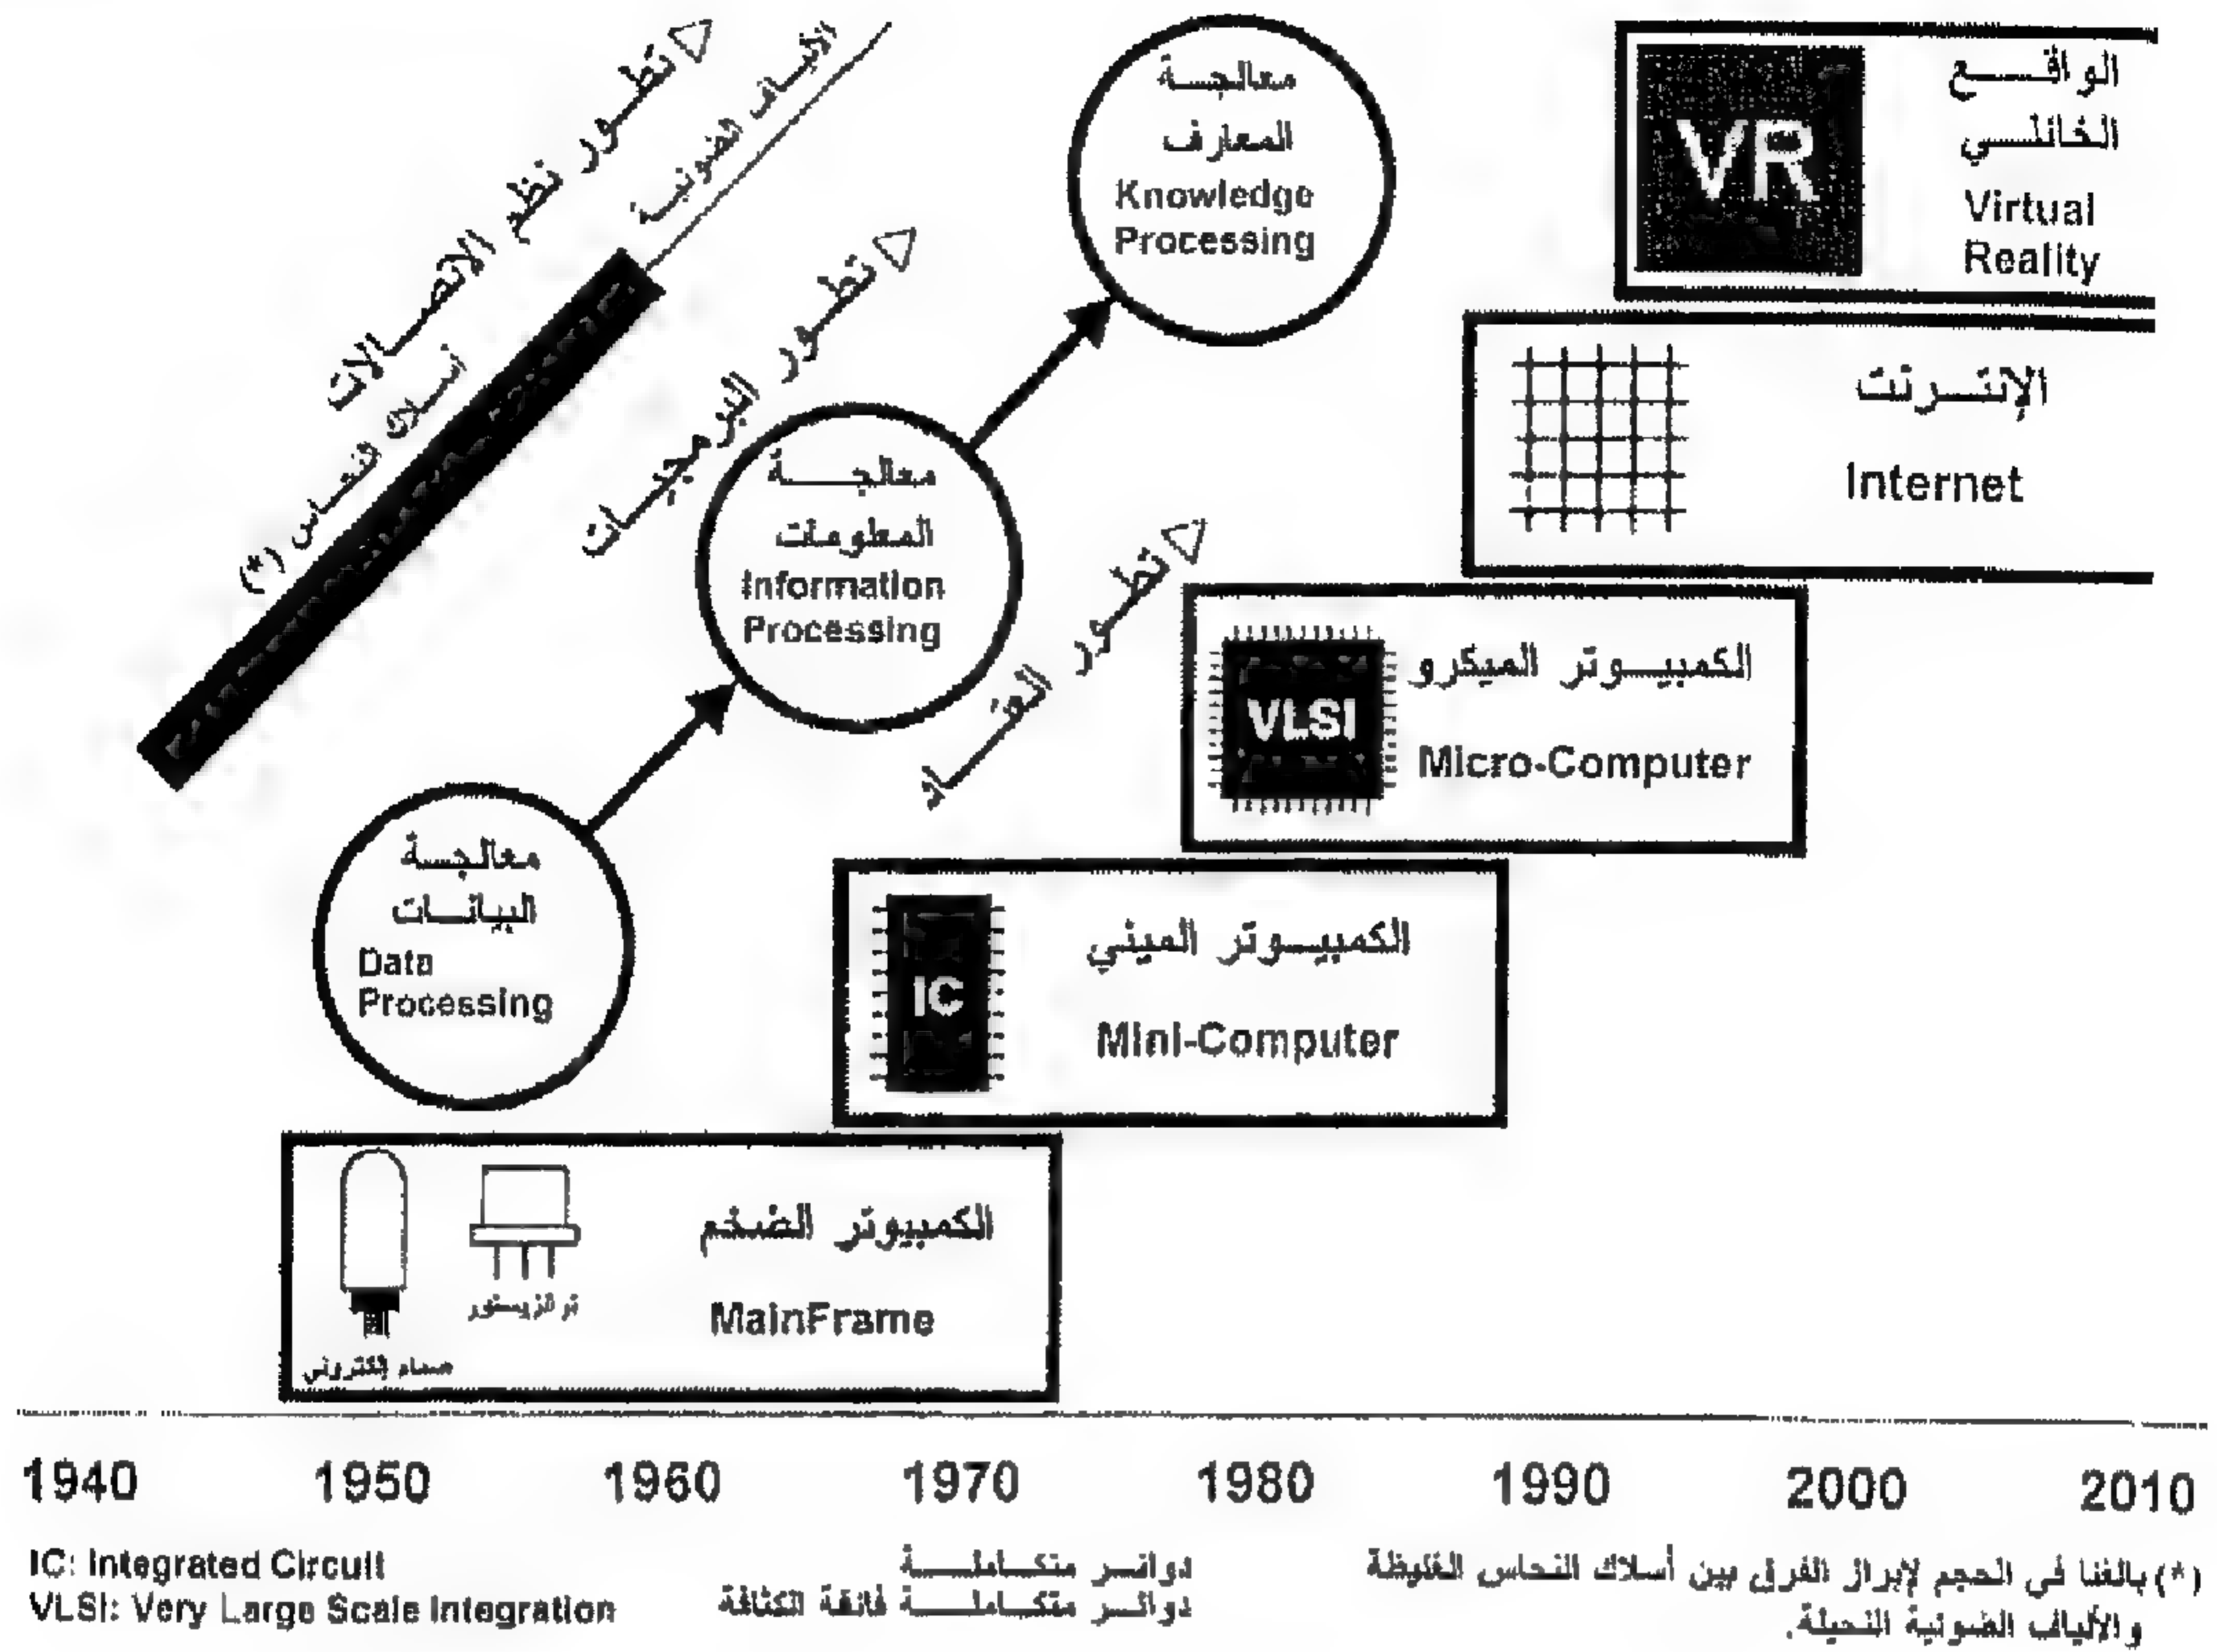 تطور نظم الاتصالات
الألياف الضوئية
أسلاك النحاس (*)
تطور البرمجيات
معالجة
المعارف
Knowledge
Processing
معالجة
المعلومات
Information
Processing
معالجة
البيانات
Data
Processing
تطور العتاد
VR
الواقع
الخائلي
Virtual
Reality
الإنترنت
Internet
VLSI
الكمبيوتر الميكرو
Micro-Computer
IC
الكمبيوتر الميني
Mini-Computer
الكمبيوتر الضخم
MainFrame
ترانزيستور
صمام إلكتروني
1940 1950 1960 1970 1980 1990 2000 2010
IC: Integrated Circuit دوائر متكاملة
VLSI: Very Large Scale Integration دوائر متكاملة فائقة الكثافة
(*) بالغنا في الحجم لإبراز الفرق بين أسلاك النحاس الغليظة
والألياف الضوئية النحيلة.